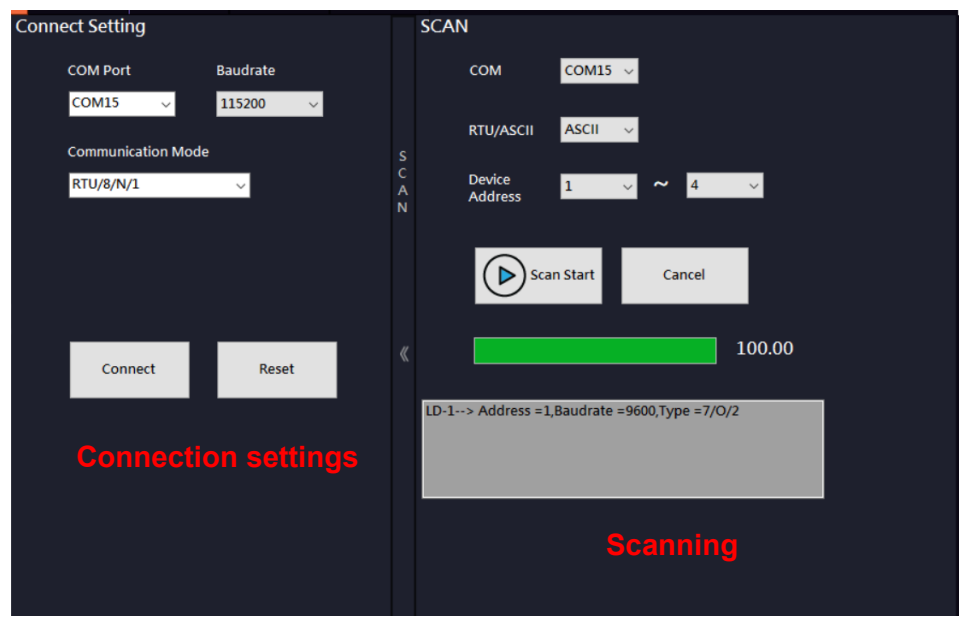 Connect Setting
COM Port
Baudrate
COM15
115200
Communication Mode
RTU/8/N/1
Connect
Reset
Connection settings
S
C
A
N
《
SCAN
COM
COM15
RTU/ASCII
ASCII
Device
Address
1
~
4
Scan Start
Cancel
100.00
LD-1--> Address =1,Baudrate =9600,Type =7/O/2
Scanning